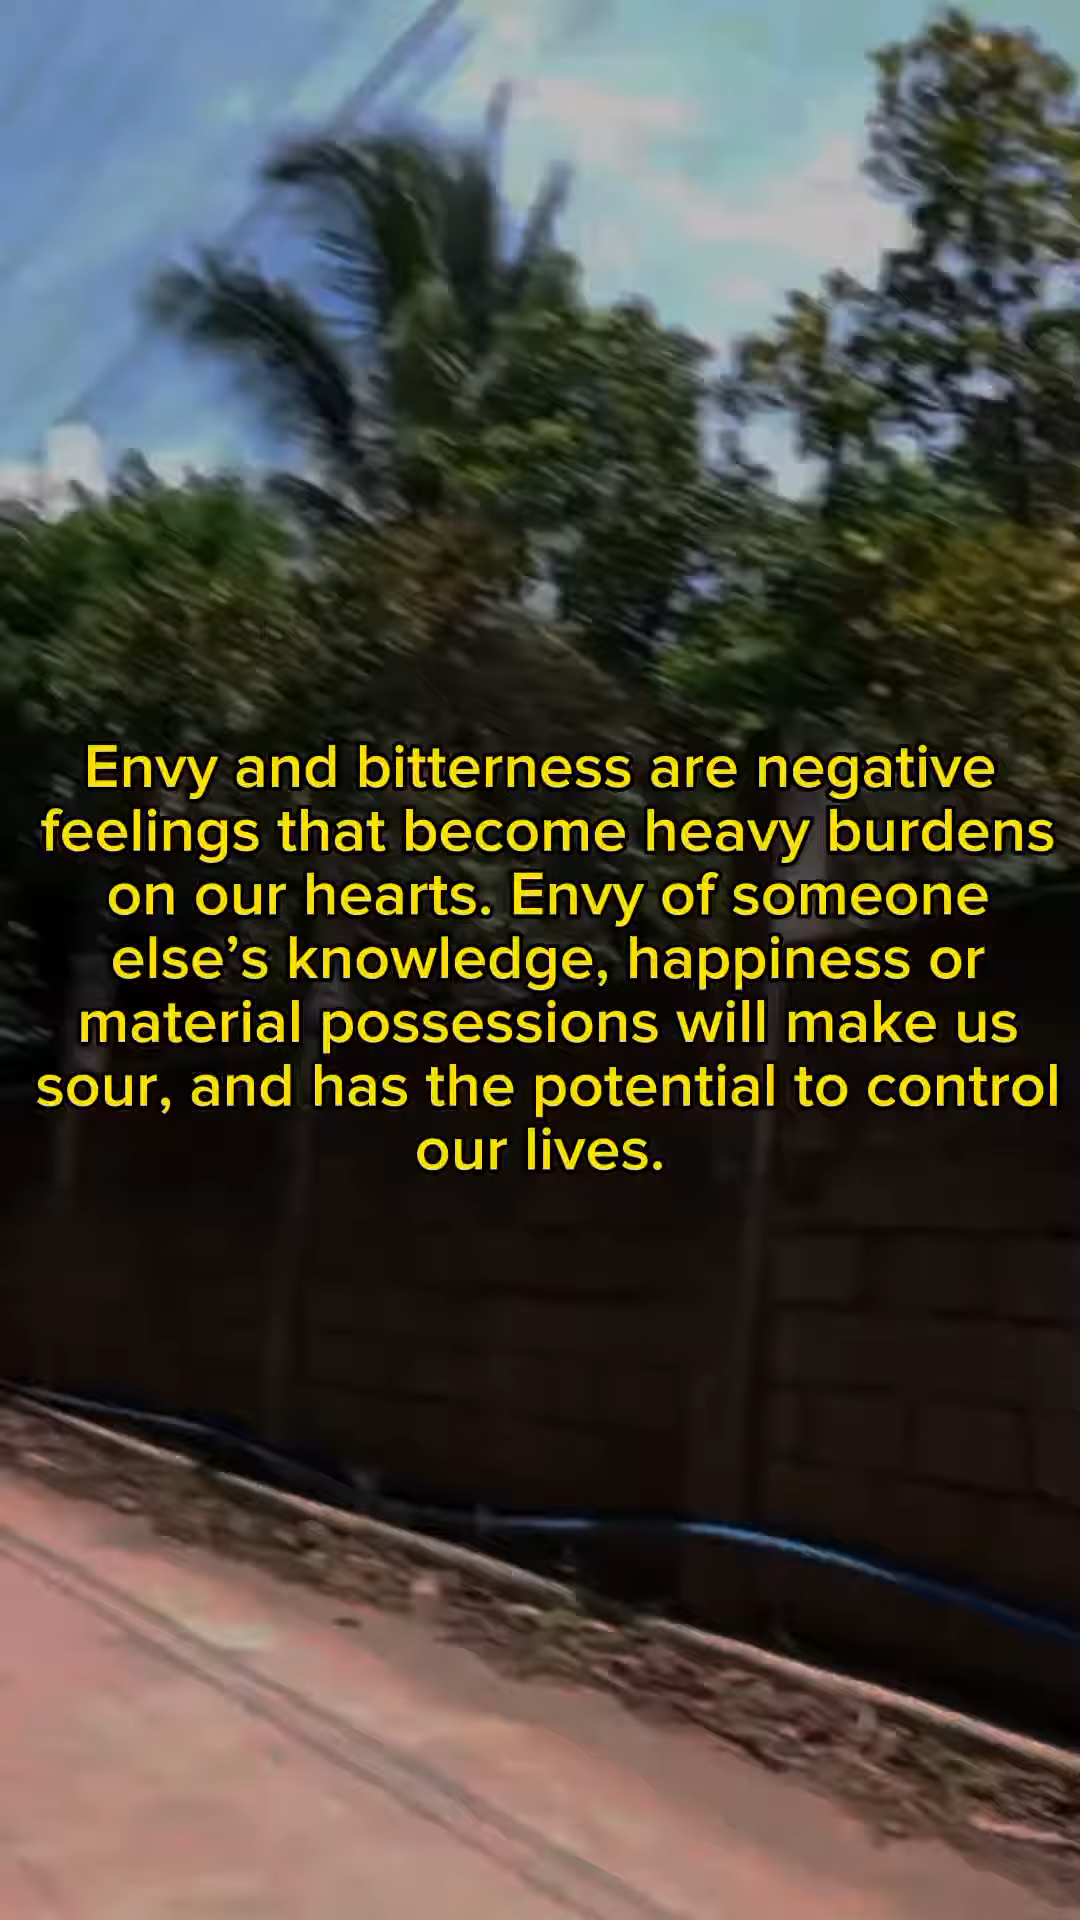 Envy and bitterness are negative
feelings that become heavy burdens
on our hearts. Envy of someone
else’s knowledge, happiness or
material possessions will make us
sour, and has the potential to control
our lives.